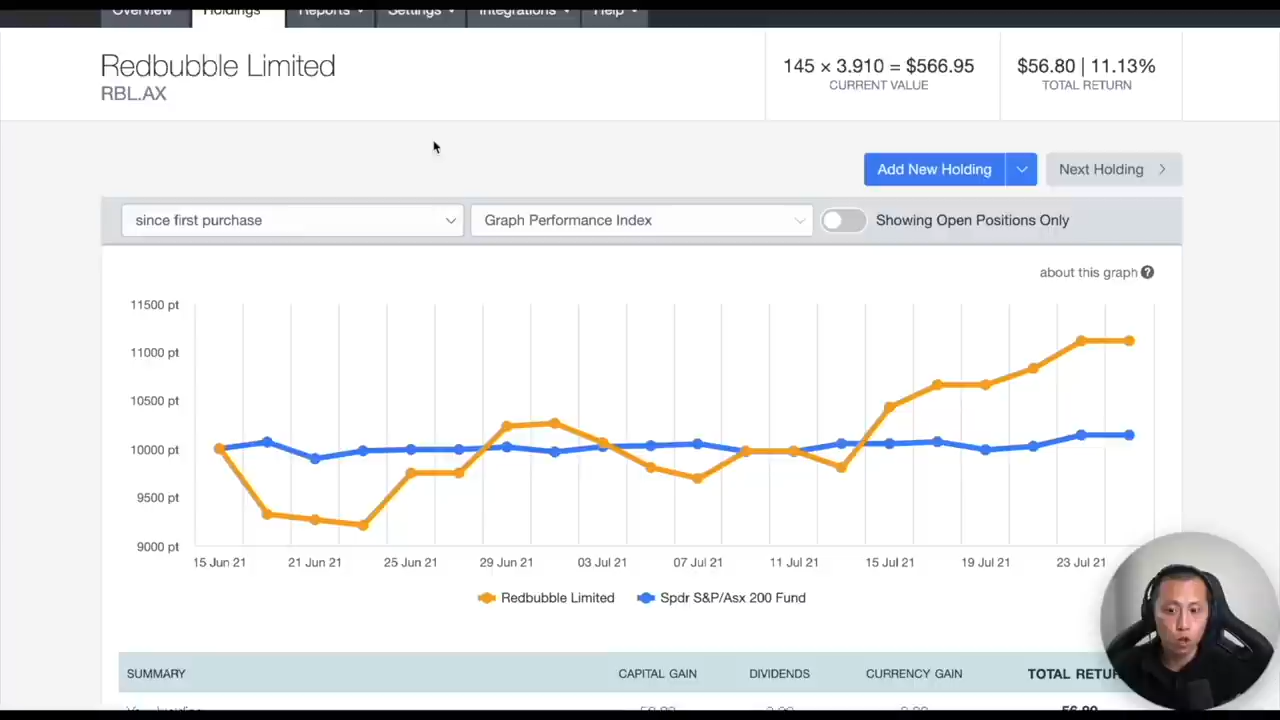 Overview Holdings Reports Settings Integrations Help
Redbubble Limited
RBL.AX
145 × 3.910 = $566.95
CURRENT VALUE
$56.80 | 11.13%
TOTAL RETURN
Add New Holding
Next Holding
since first purchase
Graph Performance Index
Showing Open Positions Only
about this graph ?
11500 pt
11000 pt
10500 pt
10000 pt
9500 pt
9000 pt
15 Jun 21 21 Jun 21 25 Jun 21 29 Jun 21 03 Jul 21 07 Jul 21 11 Jul 21 15 Jul 21 19 Jul 21 23 Jul 21
Redbubble Limited Spdr S&P/Asx 200 Fund
SUMMARY CAPITAL GAIN DIVIDENDS CURRENCY GAIN TOTAL RETU